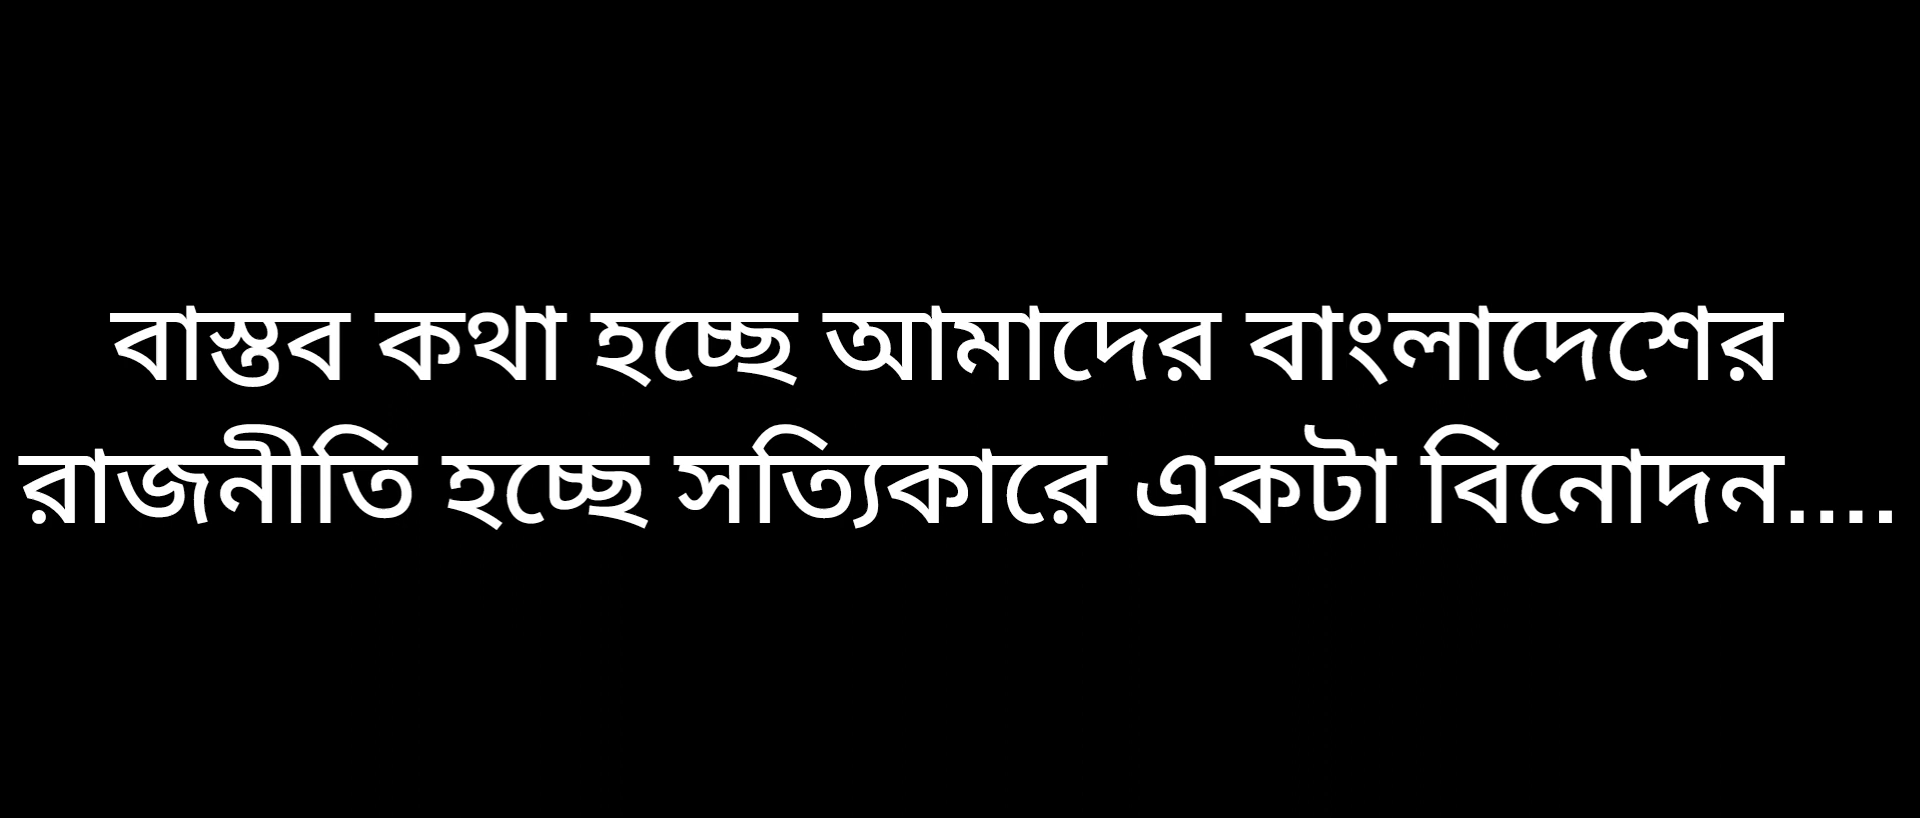 বাস্তব কথা হচ্ছে আমাদের বাংলাদেশের
রাজনীতি হচ্ছে সত্যিকারে একটা বিনোদন....